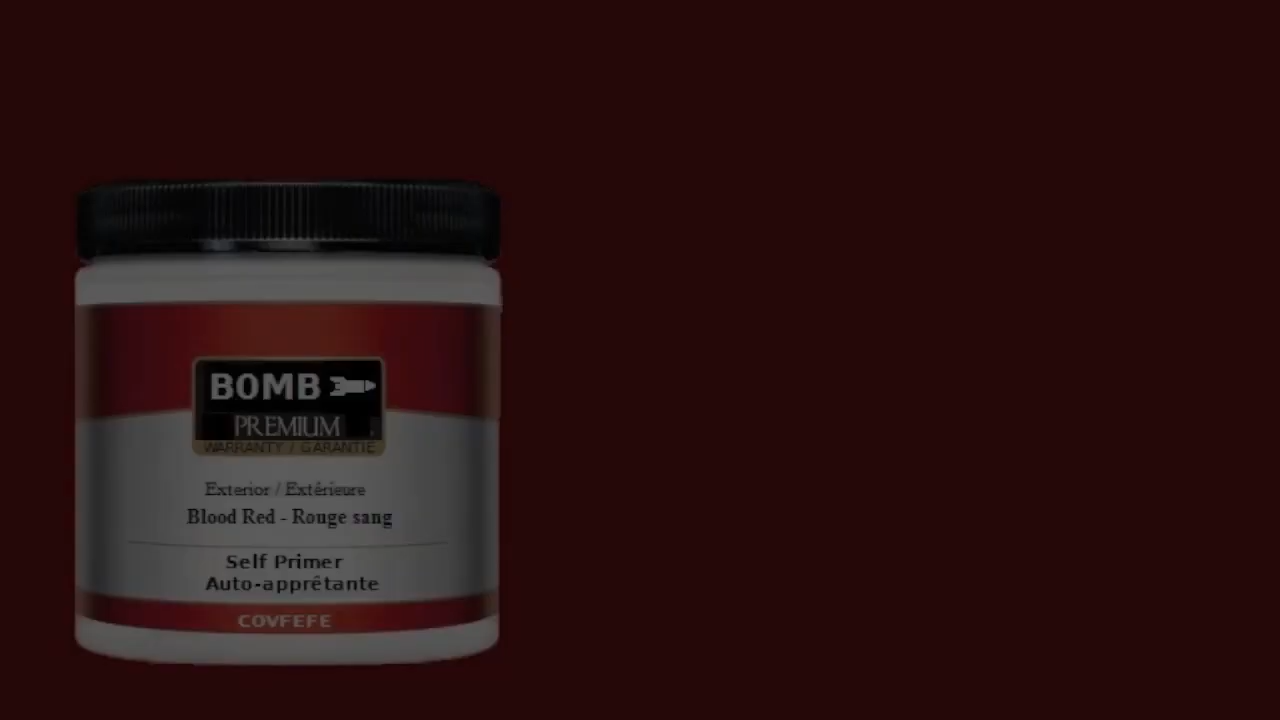 BOMB
PREMIUM
WARRANTY / GARANTIE
Exterior / Extérieure
Blood Red - Rouge sang
Self Primer
Auto-apprêtante
COVFEFE